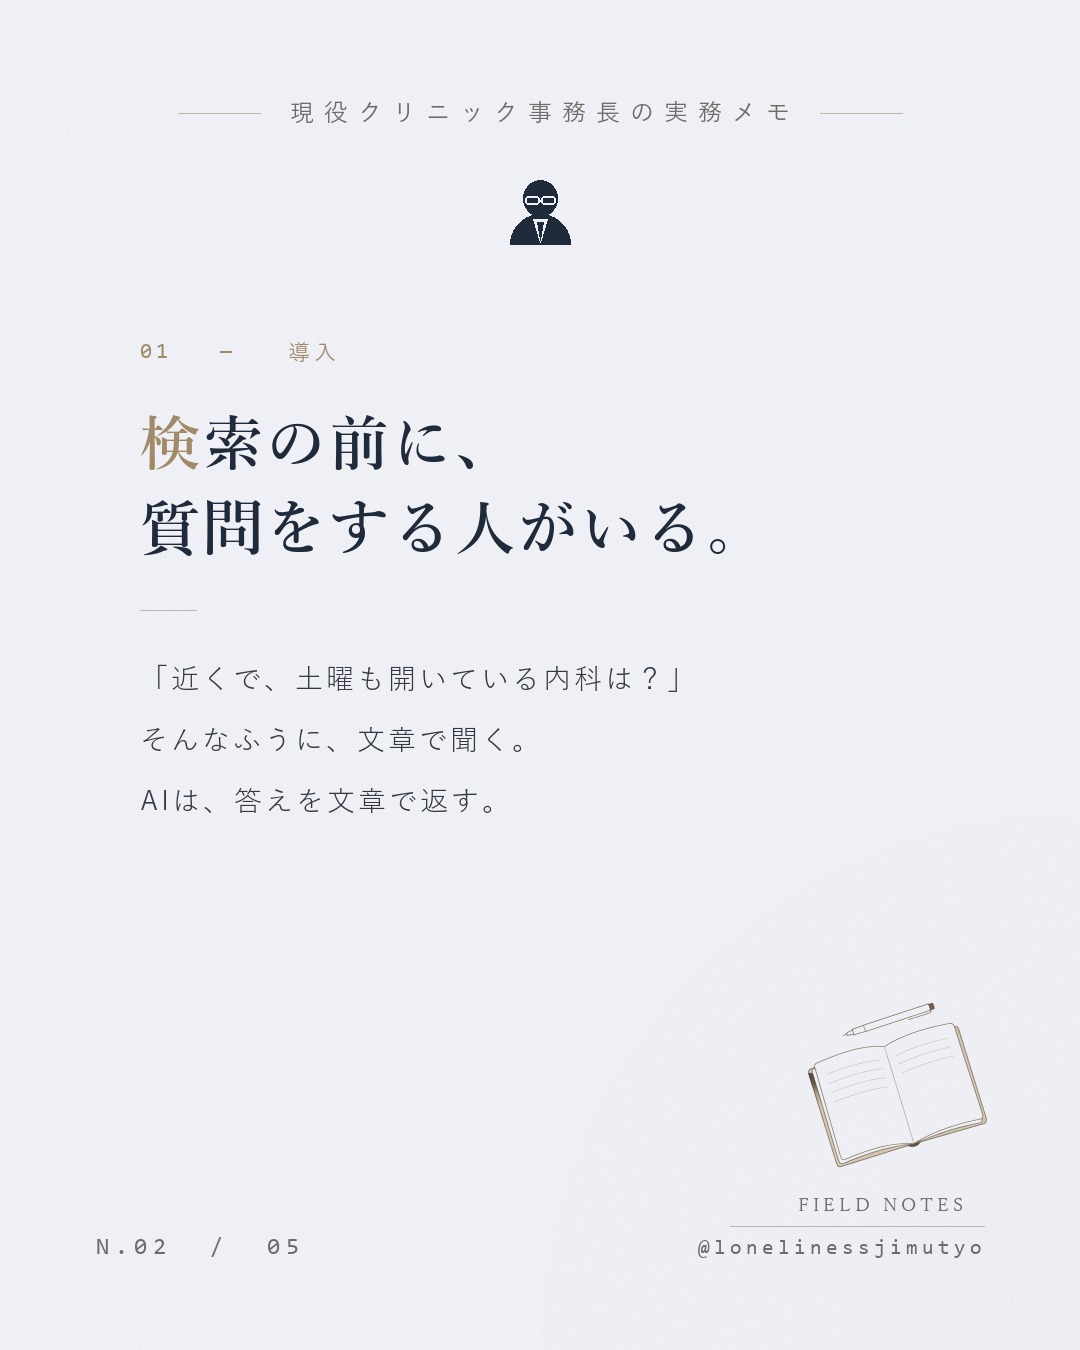 現役クリニック事務長の実務メモ
01 — 導入
検索の前に、
質問をする人がいる。
「近くで、土曜も開いている内科は？」
そんなふうに、文章で聞く。
AIは、答えを文章で返す。
FIELD NOTES
N.02 / 05
@lonelinessjimutyo